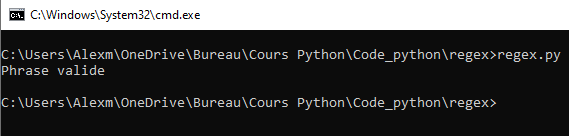 C:\Windows\System32\cmd.exe
C:\Users\Alexm\OneDrive\Bureau\Cours Python\Code_python\regex>regex.py
Phrase valide
C:\Users\Alexm\OneDrive\Bureau\Cours Python\Code_python\regex>